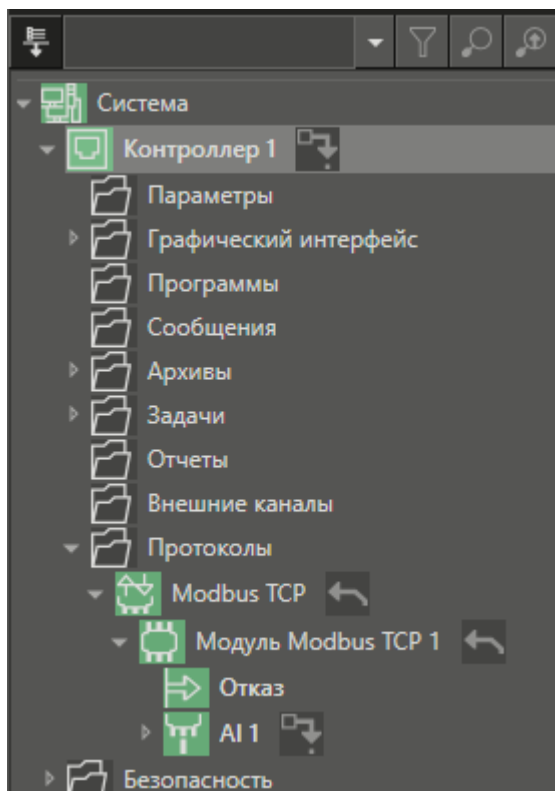 Система
Контроллер 1
Параметры
Графический интерфейс
Программы
Сообщения
Архивы
Задачи
Отчеты
Внешние каналы
Протоколы
Modbus TCP
Модуль Modbus TCP 1
Отказ
AI 1
Безопасность